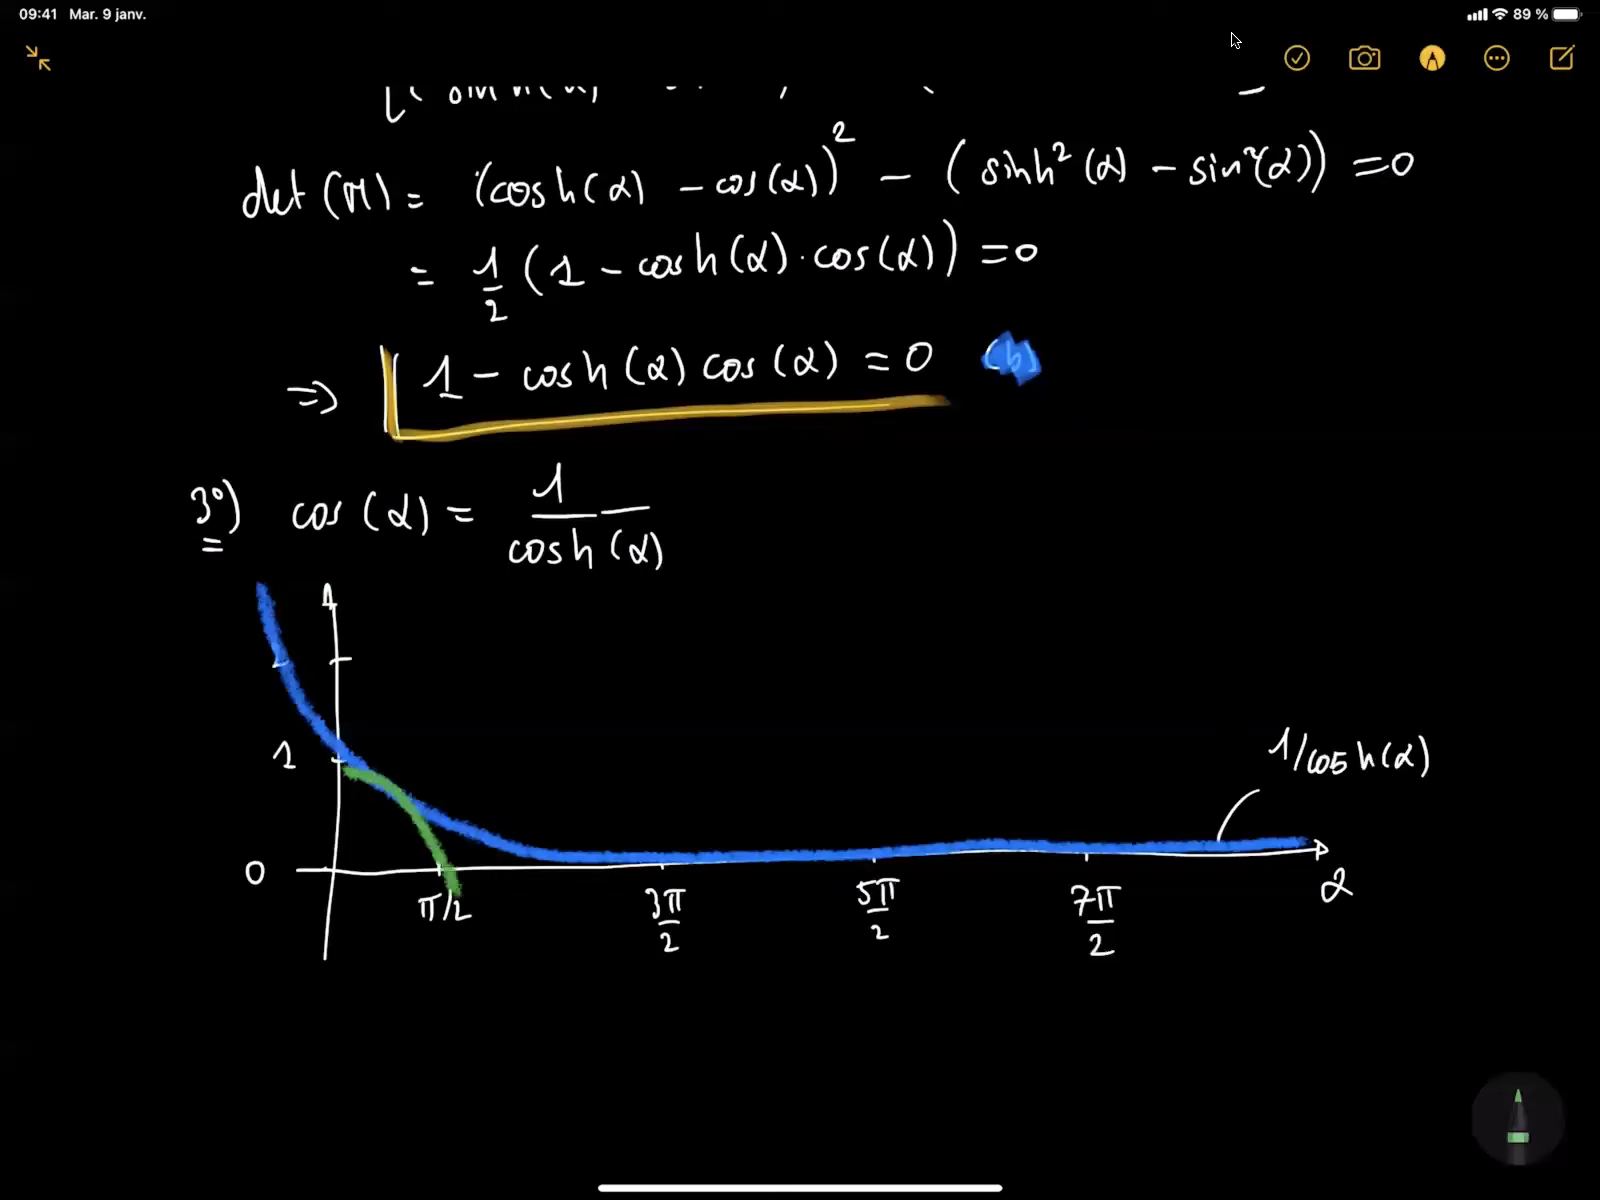 09:41 Mar. 9 janv. 89 %
det(M) = (cosh(α) - cos(α))² - (sinh²(α) - sin²(α)) = 0
= 1/2 (1 - cosh(α)·cos(α)) = 0
⇒ 1 - cosh(α) cos(α) = 0
3°) cos(α) = 1/cosh(α)
1
1/cosh(α)
0
π/2 3π/2 5π/2 7π/2 α